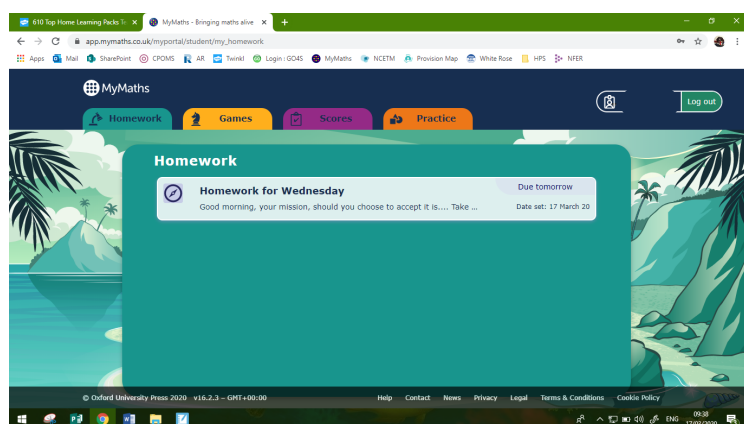 610 Top Home Learning Packs
MyMaths - Bringing maths alive
app.mymaths.co.uk/myportal/student/my_homework
Apps Mail SharePoint CPOMS AR Twinkl Login : GO4S MyMaths NCETM Provision Map White Rose HPS NFER
MyMaths
Log out
Homework Games Scores Practice
Homework
Homework for Wednesday
Due tomorrow
Good morning, your mission, should you choose to accept it is.... Take ...
Date set: 17 March 20
© Oxford University Press 2020 v16.2.3 – GMT+00:00 Help Contact News Privacy Legal Terms & Conditions Cookie Policy
ENG
09:38
17/03/2020